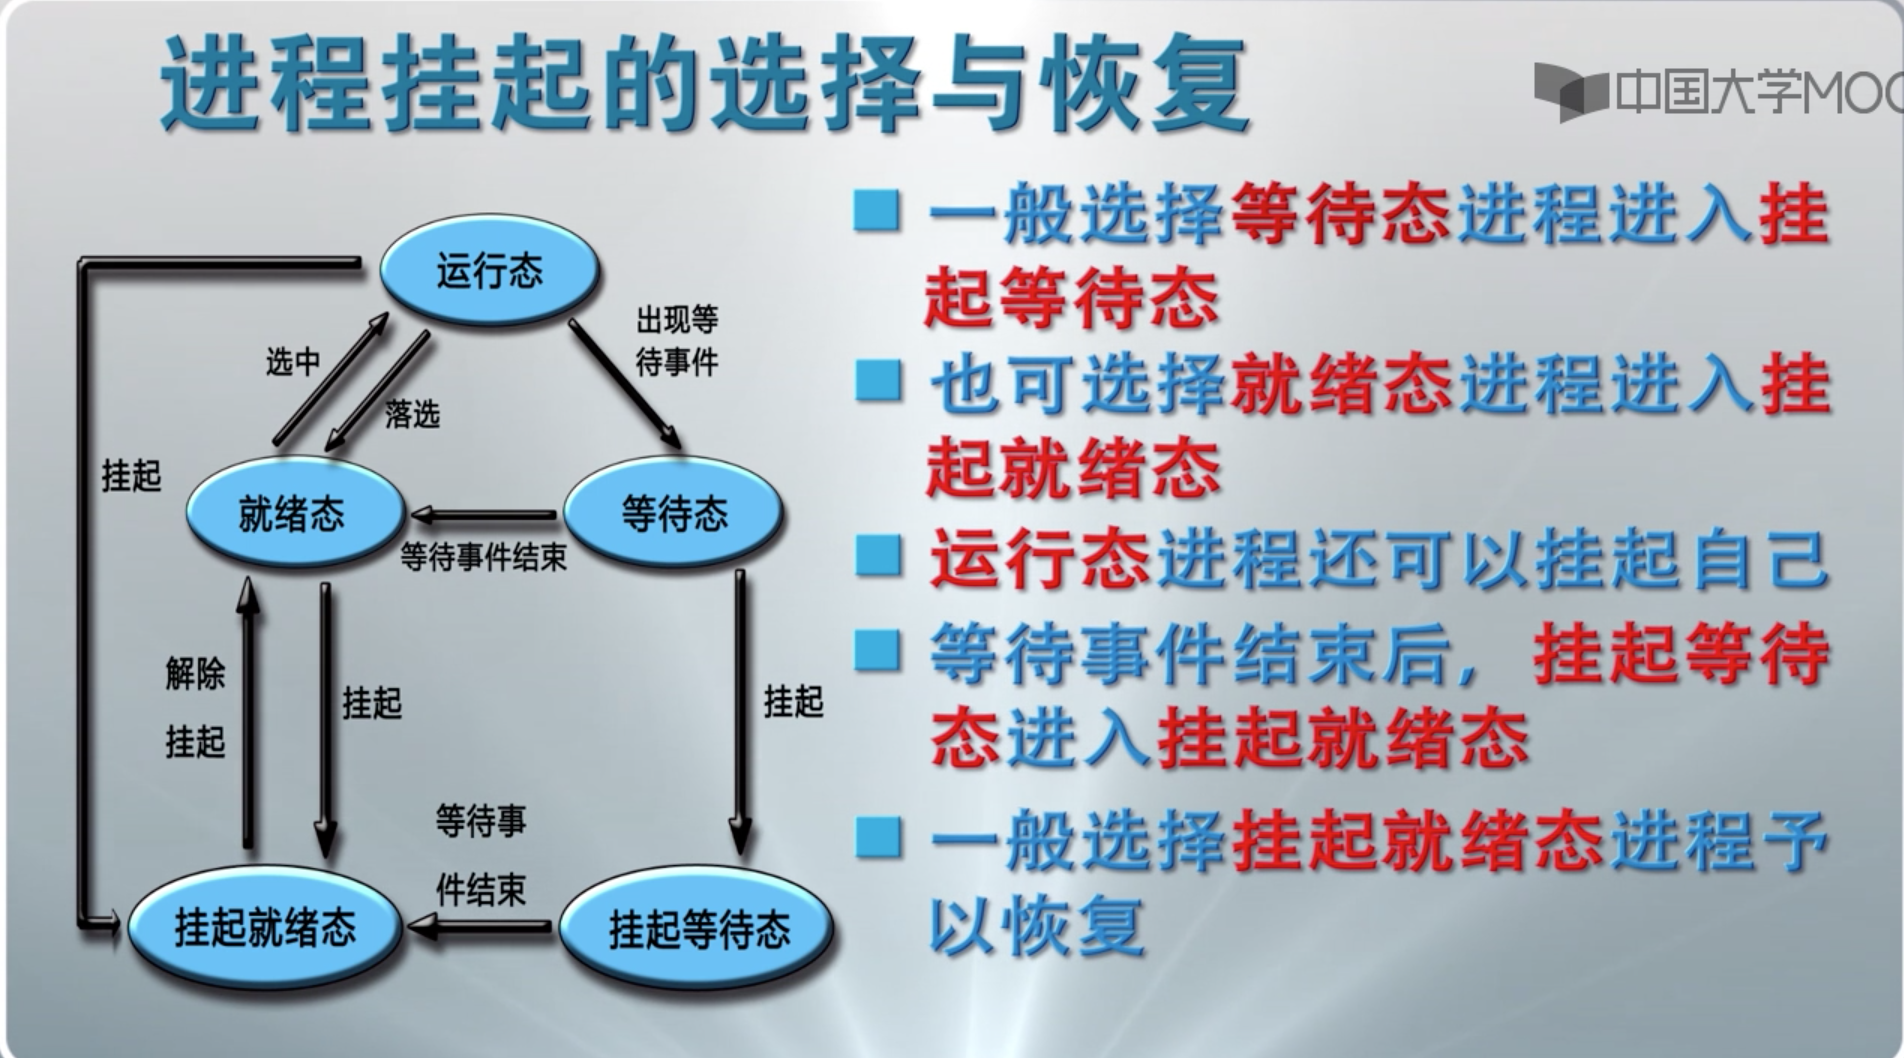 进程挂起的选择与恢复
中国大学MOO
运行态
出现等
待事件
选中
落选
挂起
就绪态
等待态
等待事件结束
解除
挂起
挂起
挂起
等待事
件结束
挂起就绪态
挂起等待态
一般选择等待态进程进入挂
起等待态
也可选择就绪态进程进入挂
起就绪态
运行态进程还可以挂起自己
等待事件结束后，挂起等待
态进入挂起就绪态
一般选择挂起就绪态进程予
以恢复